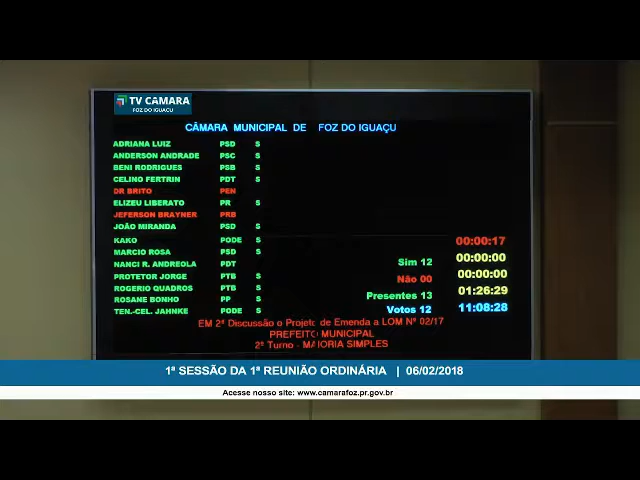 TV CÂMARA
FOZ DO IGUAÇU
CÂMARA MUNICIPAL DE FOZ DO IGUAÇU
ADRIANA LUIZ PSD S
ANDERSON ANDRADE PSC S
BENI RODRIGUES PSB S
CELINO FERTRIN PDT S
DR BRITO PEN
ELIZEU LIBERATO PR S
JEFERSON BRAYNER PRB
JOÃO MIRANDA PSD S
KAKO PODE S 00:00:17
MARCIO ROSA PSD S
NANCI R. ANDREOLA PDT Sim 12 00:00:00
PROTETOR JORGE PTB S Não 00 00:00:00
ROGERIO QUADROS PTB S Presentes 13 01:26:29
ROSANE BONHO PP S
TEN.-CEL. JAHNKE PODE S Votos 12 11:08:28
EM 2ª Discussão o Projeto de Emenda a LOM Nº 02/17
PREFEITO MUNICIPAL
2º Turno - MAIORIA SIMPLES
1ª SESSÃO DA 1ª REUNIÃO ORDINÁRIA | 06/02/2018
Acesse nosso site: www.camarafoz.pr.gov.br